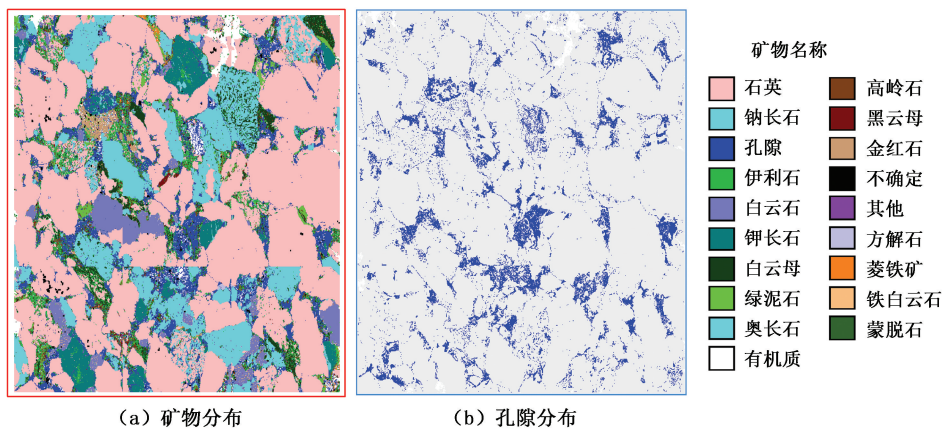 矿物名称
石英
钠长石
孔隙
伊利石
白云石
钾长石
白云母
绿泥石
奥长石
有机质
高岭石
黑云母
金红石
不确定
其他
方解石
菱铁矿
铁白云石
蒙脱石
（a）矿物分布
（b）孔隙分布